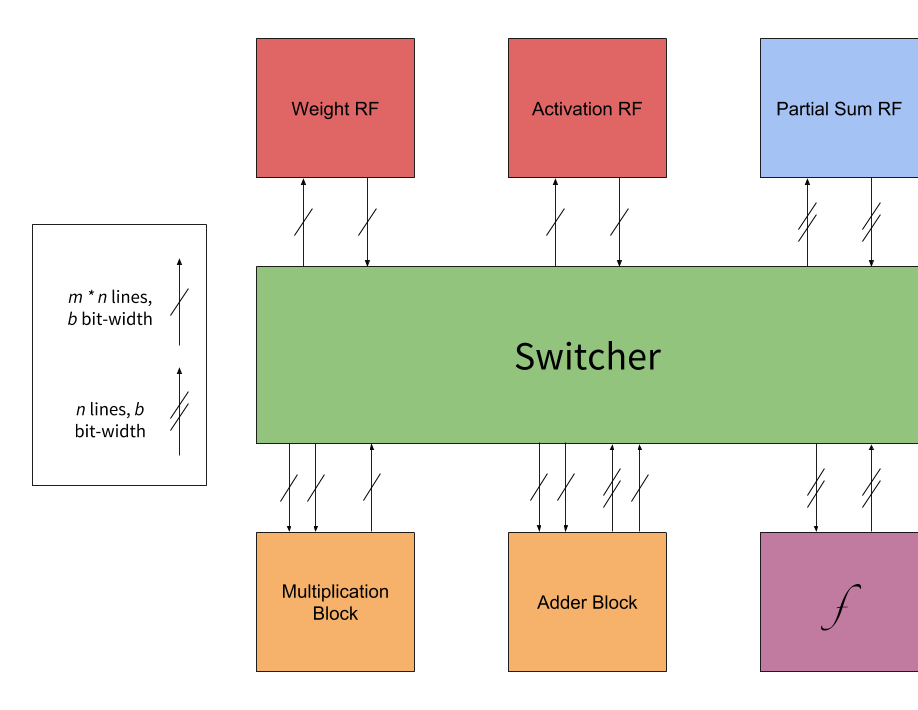 Weight RF
Activation RF
Partial Sum RF
m * n lines,
b bit-width
n lines, b
bit-width
Switcher
Multiplication
Block
Adder Block
f